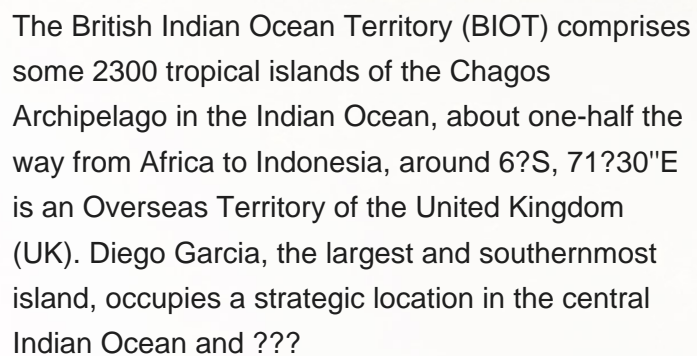 The British Indian Ocean Territory (BIOT) comprises
some 2300 tropical islands of the Chagos
Archipelago in the Indian Ocean, about one-half the
way from Africa to Indonesia, around 6?S, 71?30"E
is an Overseas Territory of the United Kingdom
(UK). Diego Garcia, the largest and southernmost
island, occupies a strategic location in the central
Indian Ocean and ???